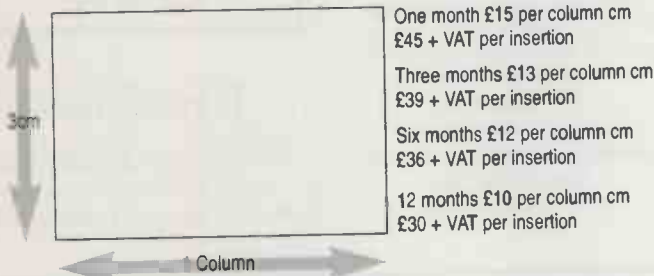 One month £15 per column cm
£45 + VAT per insertion
Three months £13 per column cm
£39 + VAT per insertion
3cm
Six months £12 per column cm
£36 + VAT per insertion
12 months £10 per column cm
£30 + VAT per insertion
Column